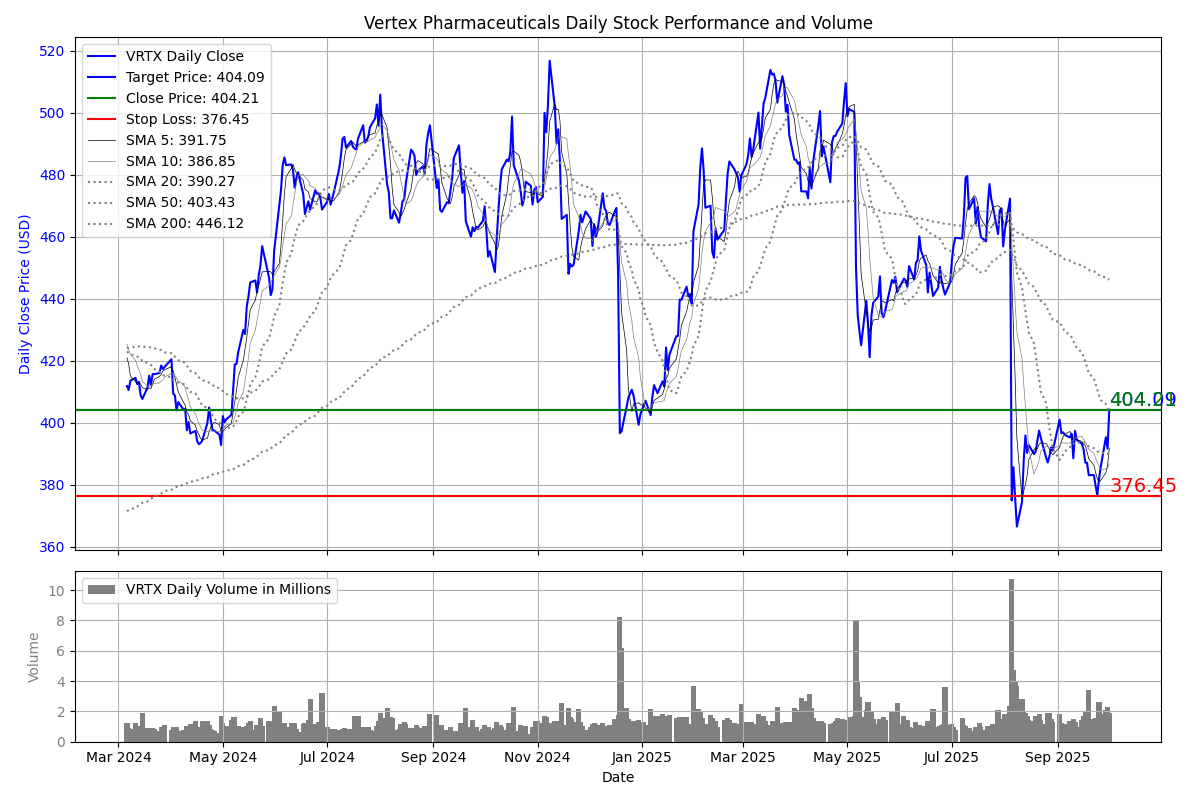 Vertex Pharmaceuticals Daily Stock Performance and Volume
VRTX Daily Close
Target Price: 404.09
Close Price: 404.21
Stop Loss: 376.45
SMA 5: 391.75
SMA 10: 386.85
SMA 20: 390.27
SMA 50: 403.43
SMA 200: 446.12
Daily Close Price (USD)
520
500
480
460
440
420
400
380
360
404.09
404.21
376.45
VRTX Daily Volume in Millions
Volume
10
8
6
4
2
0
Mar 2024 May 2024 Jul 2024 Sep 2024 Nov 2024 Jan 2025 Mar 2025 May 2025 Jul 2025 Sep 2025
Date